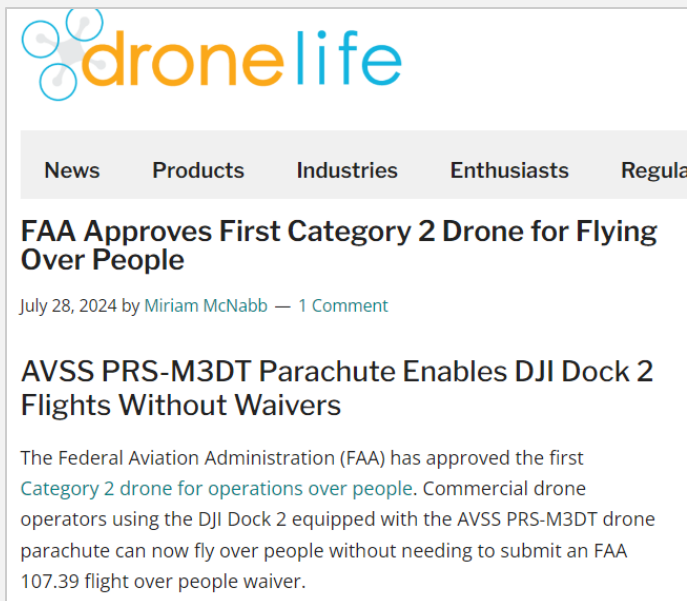 dronelife
News Products Industries Enthusiasts Regula
FAA Approves First Category 2 Drone for Flying
Over People
July 28, 2024 by Miriam McNabb — 1 Comment
AVSS PRS-M3DT Parachute Enables DJI Dock 2
Flights Without Waivers
The Federal Aviation Administration (FAA) has approved the first
Category 2 drone for operations over people. Commercial drone
operators using the DJI Dock 2 equipped with the AVSS PRS-M3DT drone
parachute can now fly over people without needing to submit an FAA
107.39 flight over people waiver.